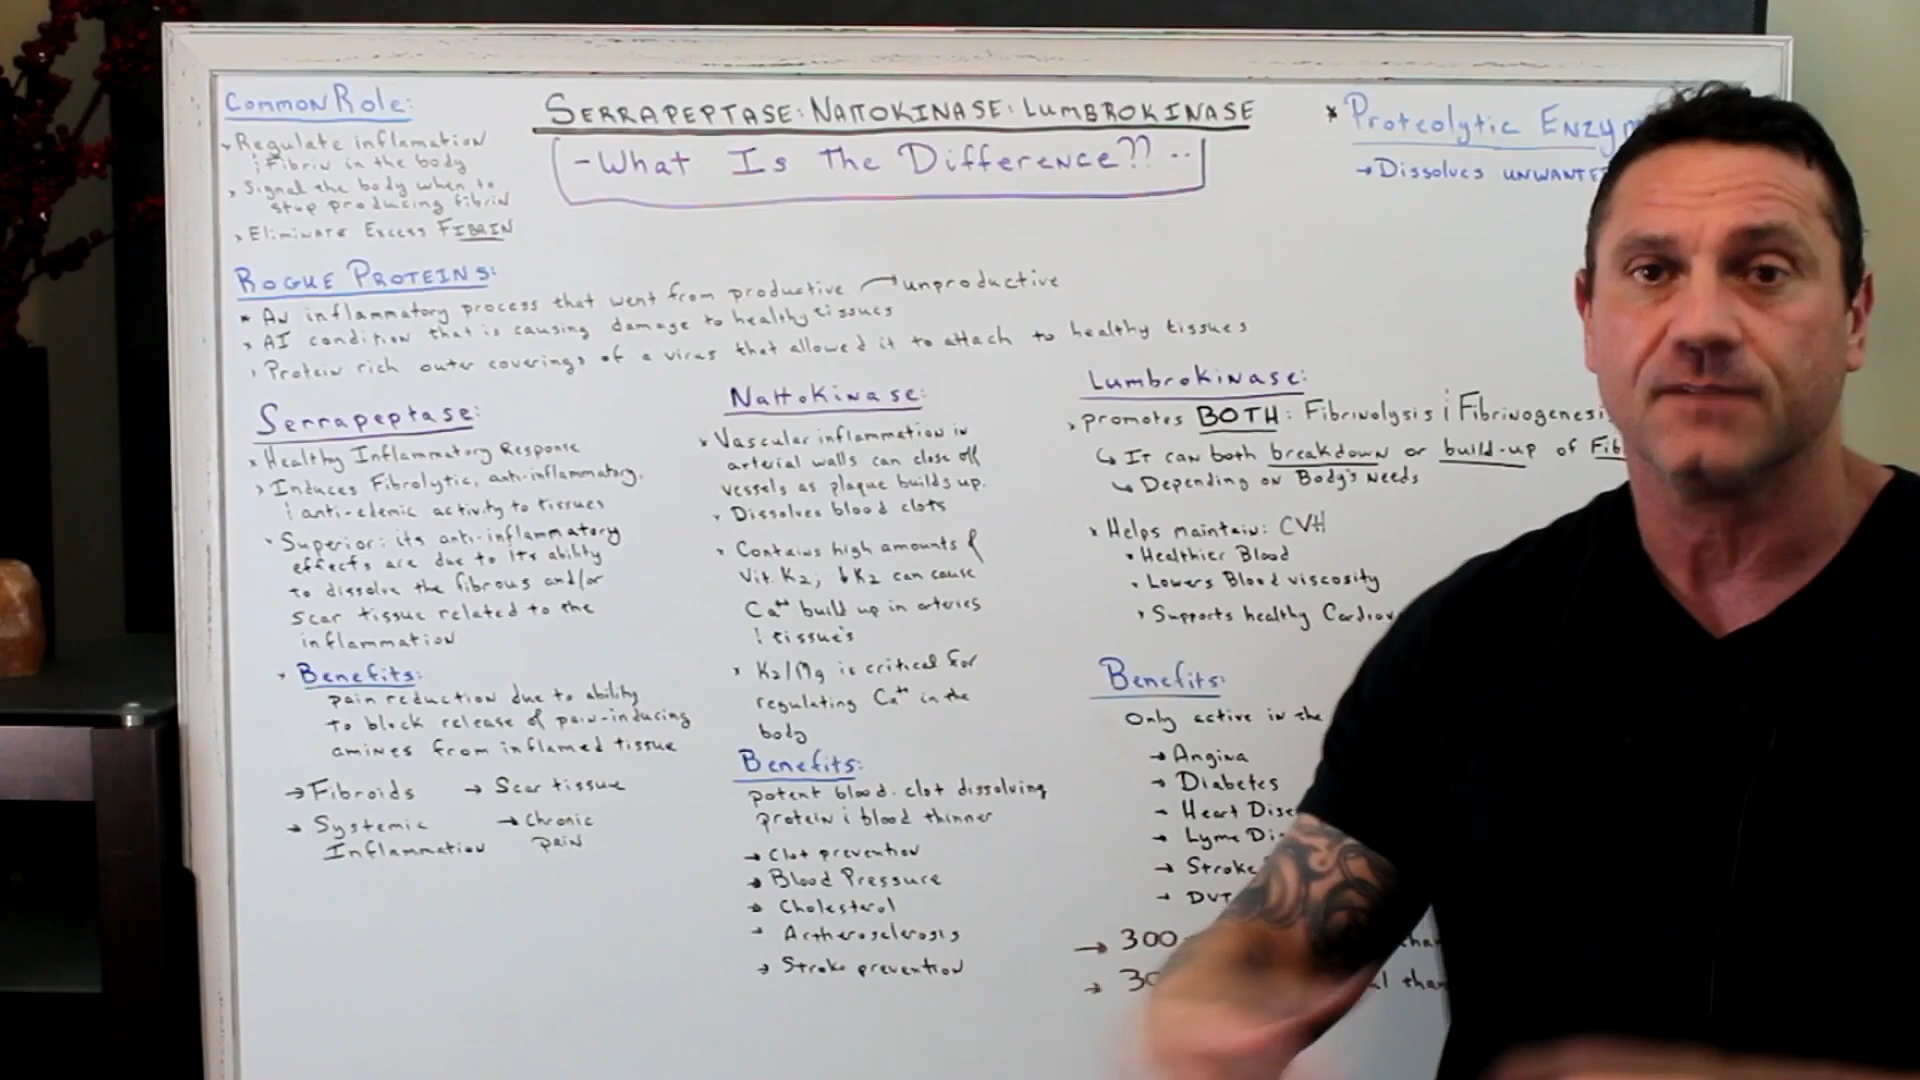 Common Role:
Regulate inflamation
& Fibrin in the body
Signal the body when to
stop producing fibrin
Eliminate Excess FIBRIN
SERRAPEPTASE: NATTOKINASE: LUMBROKINASE
- What Is The Difference??
* Proteolytic Enzym
→ Dissolves UNWANTE
ROGUE PROTEINS:
* An inflammatory process that went from productive → unproductive
AI condition that is causing damage to healthy tissues
Protein rich outer coverings of a virus that allowed it to attach to healthy tissues
Serrapeptase:
Healthy Inflammatory Response
Induces Fibrolytic, anti-inflammatory,
& anti-edemic activity to tissues
Superior: its anti-inflammatory
effects are due to its ability
to dissolve the fibrous and/or
scar tissue related to the
inflammation
Benefits:
pain reduction due to ability
to block release of pain-inducing
amines from inflamed tissue
→ Fibroids → Scar tissue
→ Systemic → Chronic
Inflammation pain
Nattokinase:
Vascular inflammation in
arterial walls can close off
vessels as plaque builds up.
Dissolves blood clots
Contains high amounts of
Vit. K2; ↓K2 can cause
Ca++ build up in arteries
& tissue's
K2/Mg is critical for
regulating Ca++ in the
body
Benefits:
potent blood-clot dissolving
protein & blood thinner
→ Clot prevention
→ Blood Pressure
→ Cholesterol
→ Artherosclerosis
→ Stroke prevention
Lumbrokinase:
promotes BOTH: Fibrinolysis & Fibrinogenesi
↳ It can both breakdown or build-up of Fib
↳ Depending on Body's Needs
Helps maintain: CVH
Healthier Blood
Lowers Blood viscosity
Supports healthy Cardiov
Benefits:
Only active in the
→ Angina
→ Diabetes
→ Heart Dise
→ Lyme Di
→ Stroke
→ DVT
→ 300 than
→ 30 al than